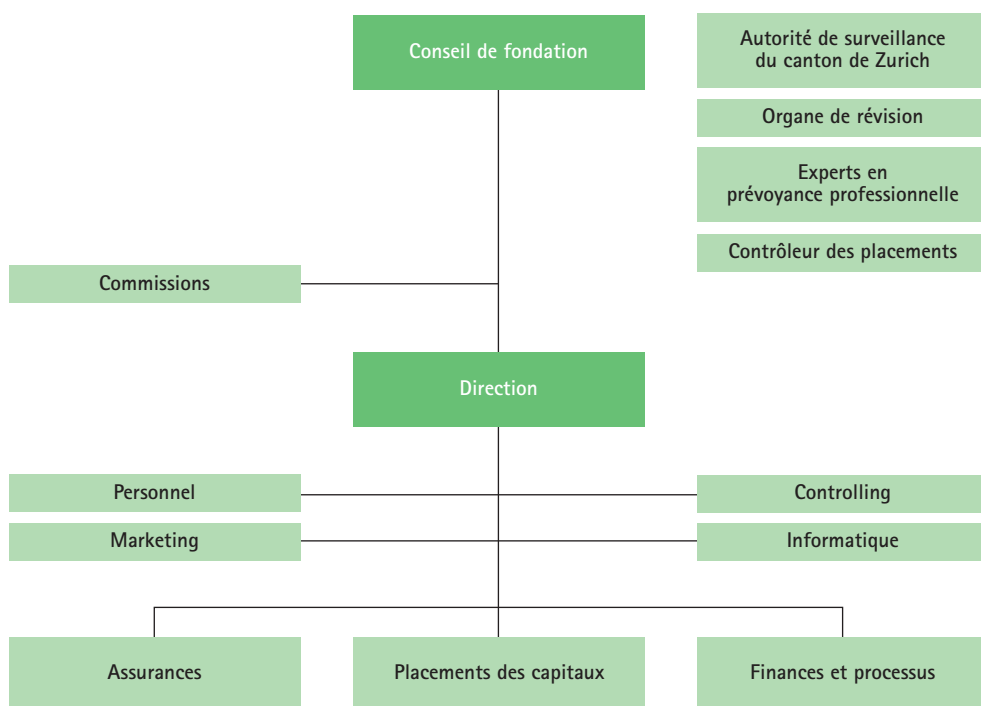 Conseil de fondation
Autorité de surveillance
du canton de Zurich
Organe de révision
Experts en
prévoyance professionnelle
Contrôleur des placements
Commissions
Direction
Personnel
Controlling
Marketing
Informatique
Assurances
Placements des capitaux
Finances et processus